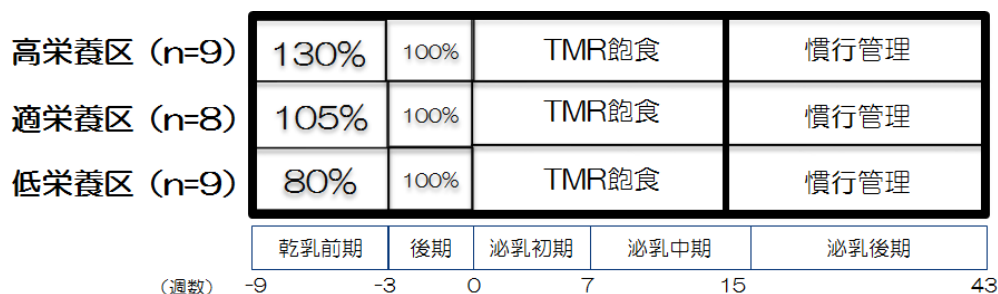 高栄養区（n=9） 130% 100% TMR飽食 慣行管理
適栄養区（n=8） 105% 100% TMR飽食 慣行管理
低栄養区（n=9） 80% 100% TMR飽食 慣行管理
乾乳前期 後期 泌乳初期 泌乳中期 泌乳後期
（週数） -9 -3 0 7 15 43